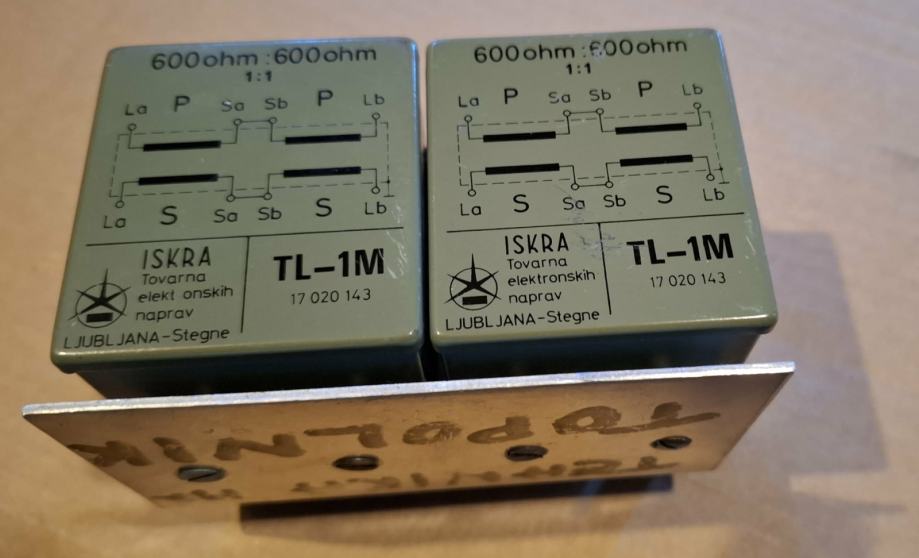 600ohm:600ohm
1:1
La P Sa Sb P Lb
La S Sa Sb S Lb
ISKRA
Tovarna
elekt onskih
naprav
LJUBLJANA-Stegne
TL-1M
17 020 143
600ohm:600ohm
1:1
La P Sa Sb P Lb
La S Sa Sb S Lb
ISKRA
Tovarna
elektronskih
naprav
LJUBLJANA-Stegne
TL-1M
17 020 143
TOPOLNIK